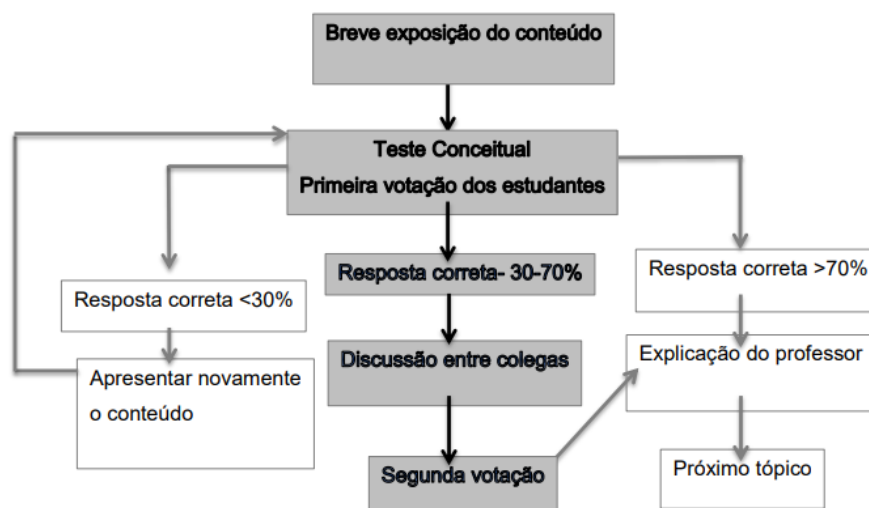 Breve exposição do conteúdo
Teste Conceitual
Primeira votação dos estudantes
Resposta correta <30%
Apresentar novamente
o conteúdo
Resposta correta- 30-70%
Discussão entre colegas
Segunda votação
Resposta correta >70%
Explicação do professor
Próximo tópico